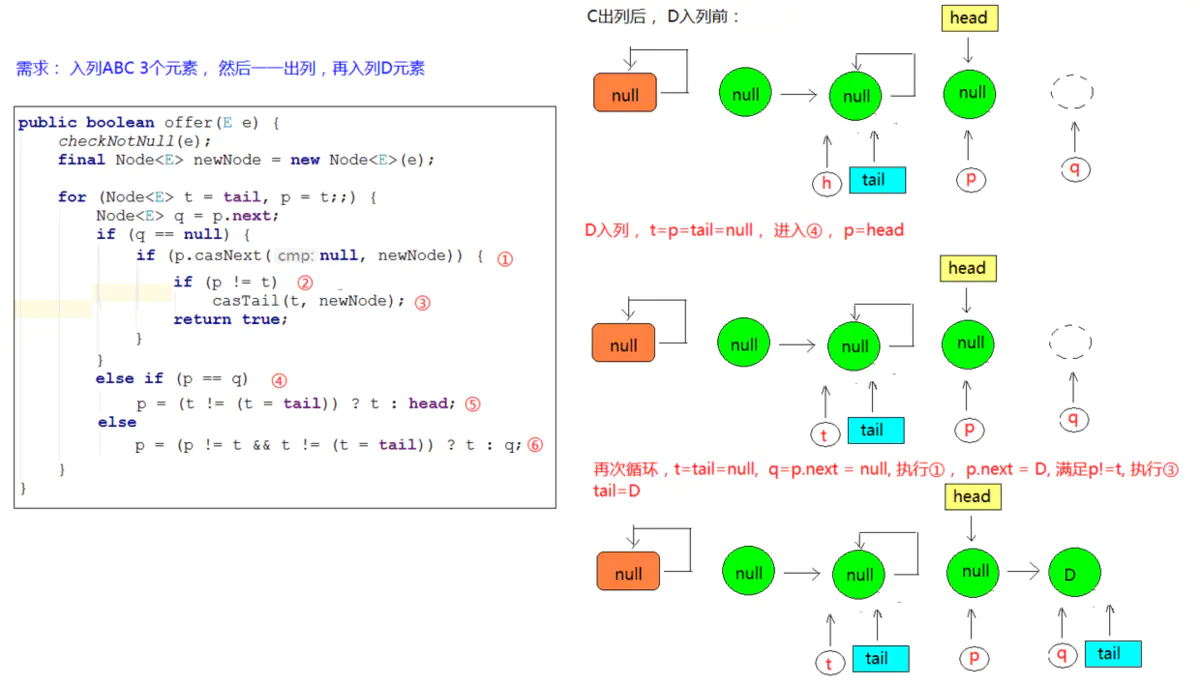 需求： 入列ABC 3个元素， 然后一一出列，再入列D元素
public boolean offer(E e) {
checkNotNull(e);
final Node<E> newNode = new Node<E>(e);
for (Node<E> t = tail, p = t;;) {
Node<E> q = p.next;
if (q == null) {
if (p.casNext( cmp: null, newNode)) { ①
if (p != t) ②
casTail(t, newNode); ③
return true;
}
}
else if (p == q) ④
p = (t != (t = tail)) ? t : head; ⑤
else
p = (p != t && t != (t = tail)) ? t : q; ⑥
}
}
C出列后， D入列前：
head
null null null null
h tail p q
D入列， t=p=tail=null， 进入④， p=head
head
null null null null
t tail p q
再次循环，t=tail=null, q=p.next = null, 执行①， p.next = D, 满足p!=t, 执行③
tail=D
head
null null null null D
t tail p q tail